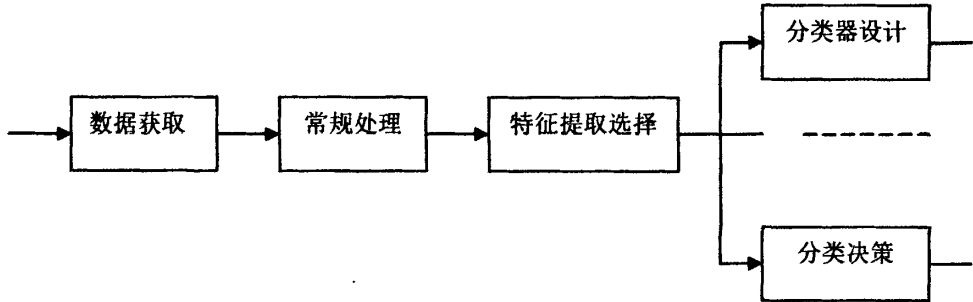 分类器设计
数据获取
常规处理
特征提取选择
分类决策